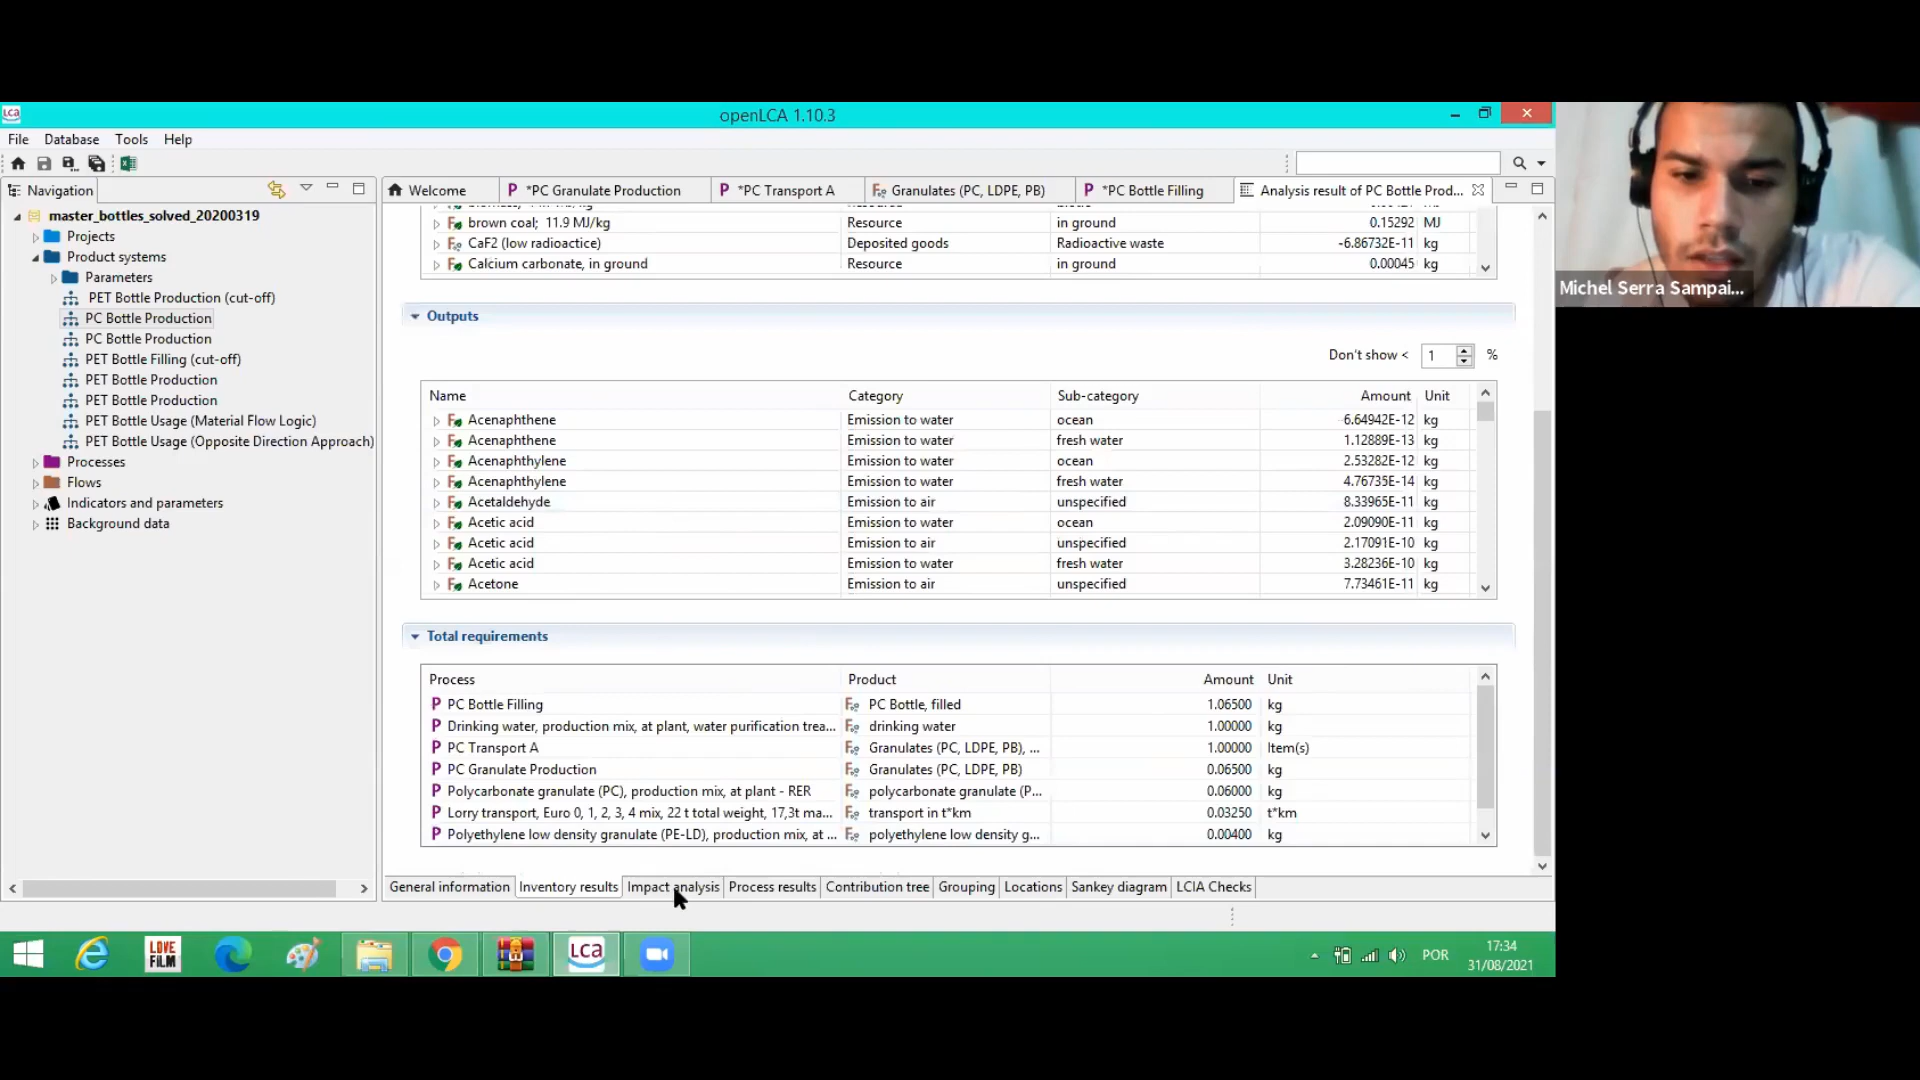 openLCA 1.10.3
File Database Tools Help
Navigation
Welcome
*PC Granulate Production
*PC Transport A
Granulates (PC, LDPE, PB)
*PC Bottle Filling
Analysis result of PC Bottle Prod...
master_bottles_solved_20200319
Projects
Product systems
Parameters
PET Bottle Production (cut-off)
PC Bottle Production
PC Bottle Production
PET Bottle Filling (cut-off)
PET Bottle Production
PET Bottle Production
PET Bottle Usage (Material Flow Logic)
PET Bottle Usage (Opposite Direction Approach)
Processes
Flows
Indicators and parameters
Background data
brown coal; 11.9 MJ/kg Resource in ground 0.15292 MJ
CaF2 (low radioactice) Deposited goods Radioactive waste -6.86732E-11 kg
Calcium carbonate, in ground Resource in ground 0.00045 kg
Outputs
Don't show < 1 %
Name Category Sub-category Amount Unit
Acenaphthene Emission to water ocean 6.64942E-12 kg
Acenaphthene Emission to water fresh water 1.12889E-13 kg
Acenaphthylene Emission to water ocean 2.53282E-12 kg
Acenaphthylene Emission to water fresh water 4.76735E-14 kg
Acetaldehyde Emission to air unspecified 8.33965E-11 kg
Acetic acid Emission to water ocean 2.09090E-11 kg
Acetic acid Emission to air unspecified 2.17091E-10 kg
Acetic acid Emission to water fresh water 3.28236E-10 kg
Acetone Emission to air unspecified 7.73461E-11 kg
Total requirements
Process Product Amount Unit
PC Bottle Filling PC Bottle, filled 1.06500 kg
Drinking water, production mix, at plant, water purification trea... drinking water 1.00000 kg
PC Transport A Granulates (PC, LDPE, PB), ... 1.00000 Item(s)
PC Granulate Production Granulates (PC, LDPE, PB) 0.06500 kg
Polycarbonate granulate (PC), production mix, at plant - RER polycarbonate granulate (P... 0.06000 kg
Lorry transport, Euro 0, 1, 2, 3, 4 mix, 22 t total weight, 17,3t ma... transport in t*km 0.03250 t*km
Polyethylene low density granulate (PE-LD), production mix, at ... polyethylene low density g... 0.00400 kg
General information Inventory results Impact analysis Process results Contribution tree Grouping Locations Sankey diagram LCIA Checks
LOVE
FILM
LCA
POR
17:34
31/08/2021
Michel Serra Sampai...